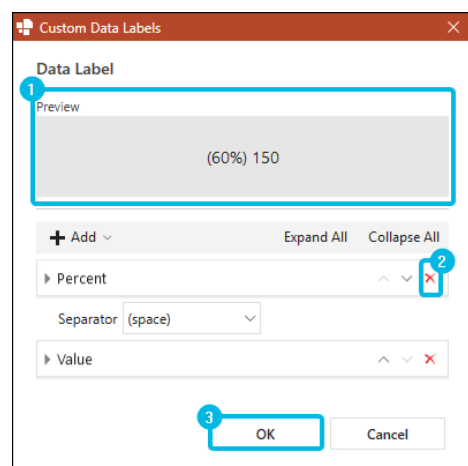 Custom Data Labels
Data Label
1
Preview
(60%) 150
Add Expand All Collapse All
2
Percent
Separator (space)
Value
3
OK Cancel